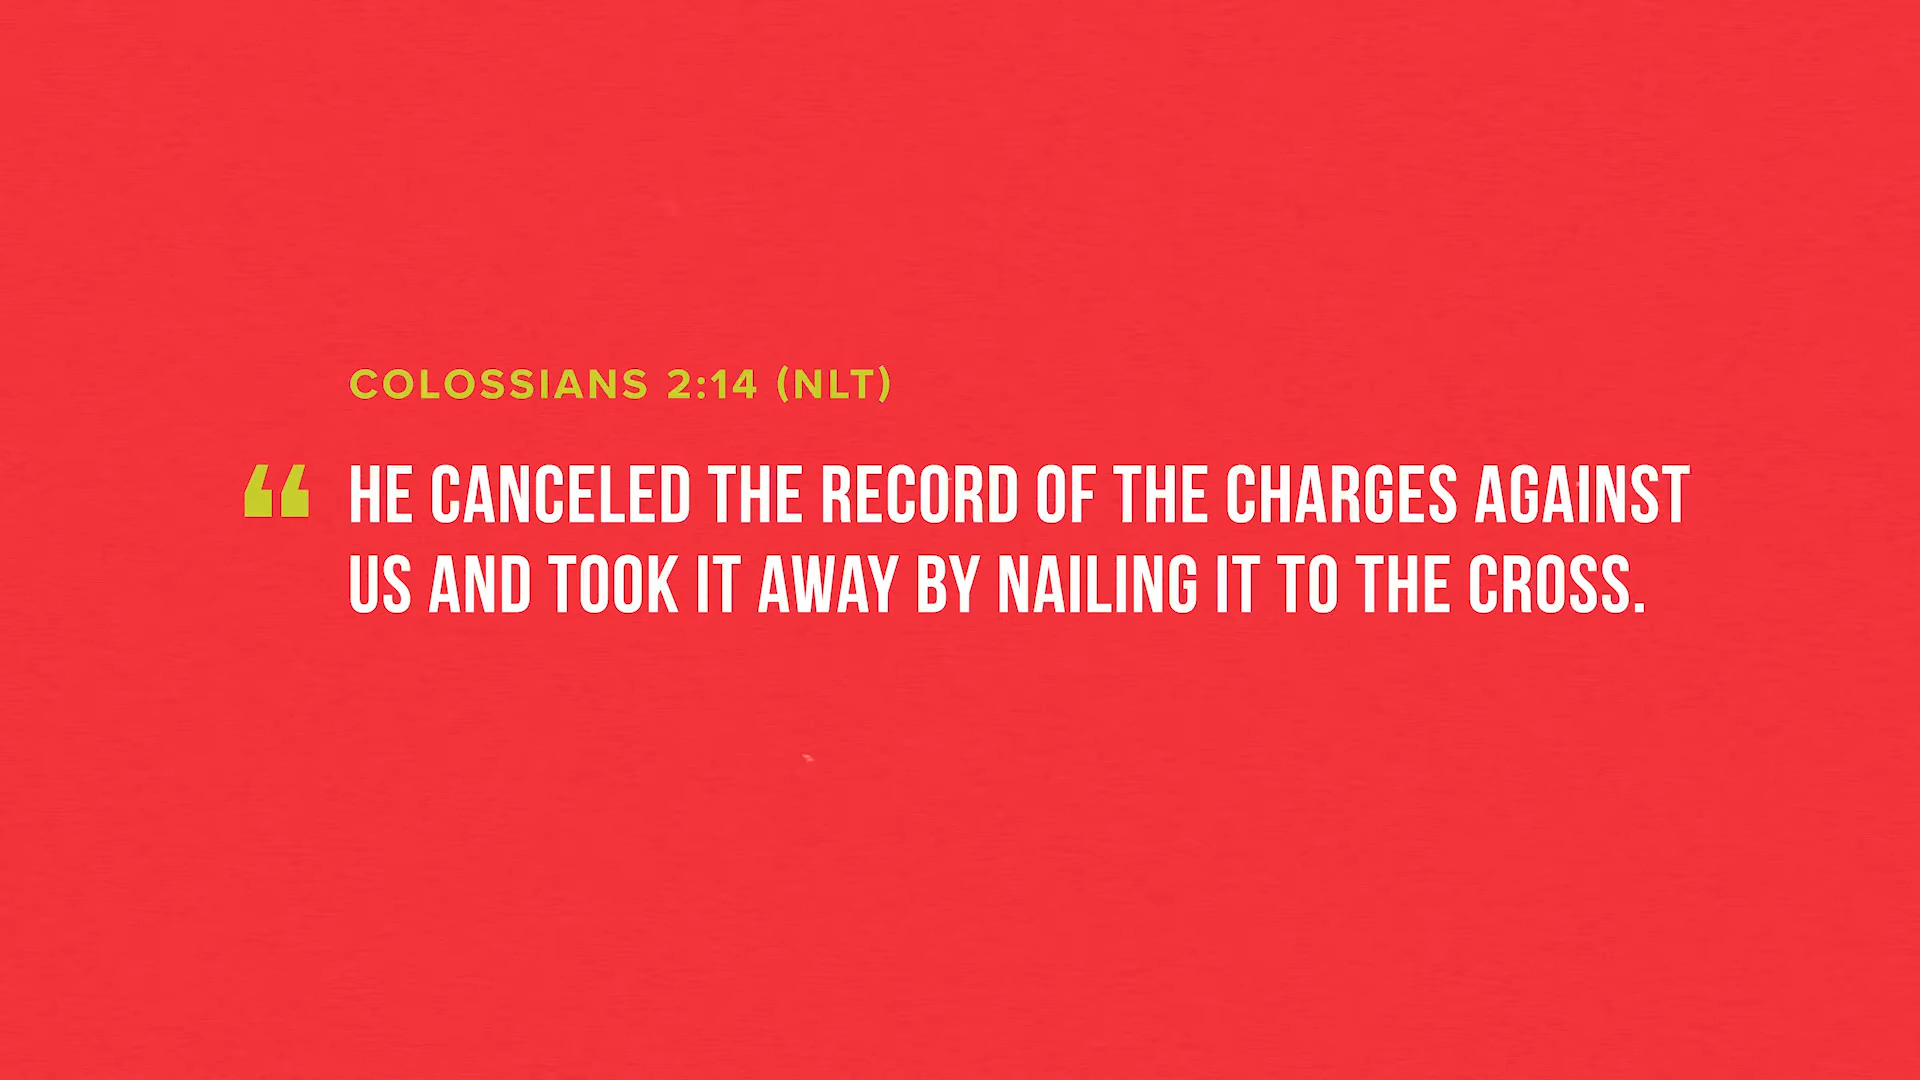 COLOSSIANS 2:14 (NLT)
“ HE CANCELED THE RECORD OF THE CHARGES AGAINST
US AND TOOK IT AWAY BY NAILING IT TO THE CROSS.